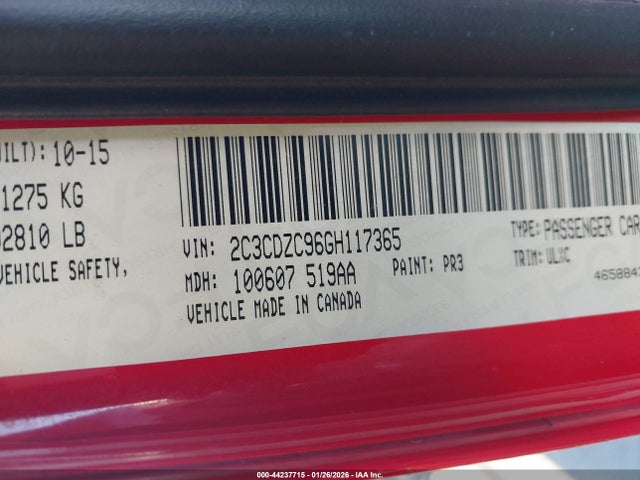 UILT): 10-15
1275 KG
02810 LB
VEHICLE SAFETY,
VIN: 2C3CDZC96GH117365
TYPE: PASSENGER CAR
MDH: 100607 519AA
PAINT: PR3
TRIM: ULXC
VEHICLE MADE IN CANADA
465884
000-44237715 - 01/26/2026 - IAA Inc.